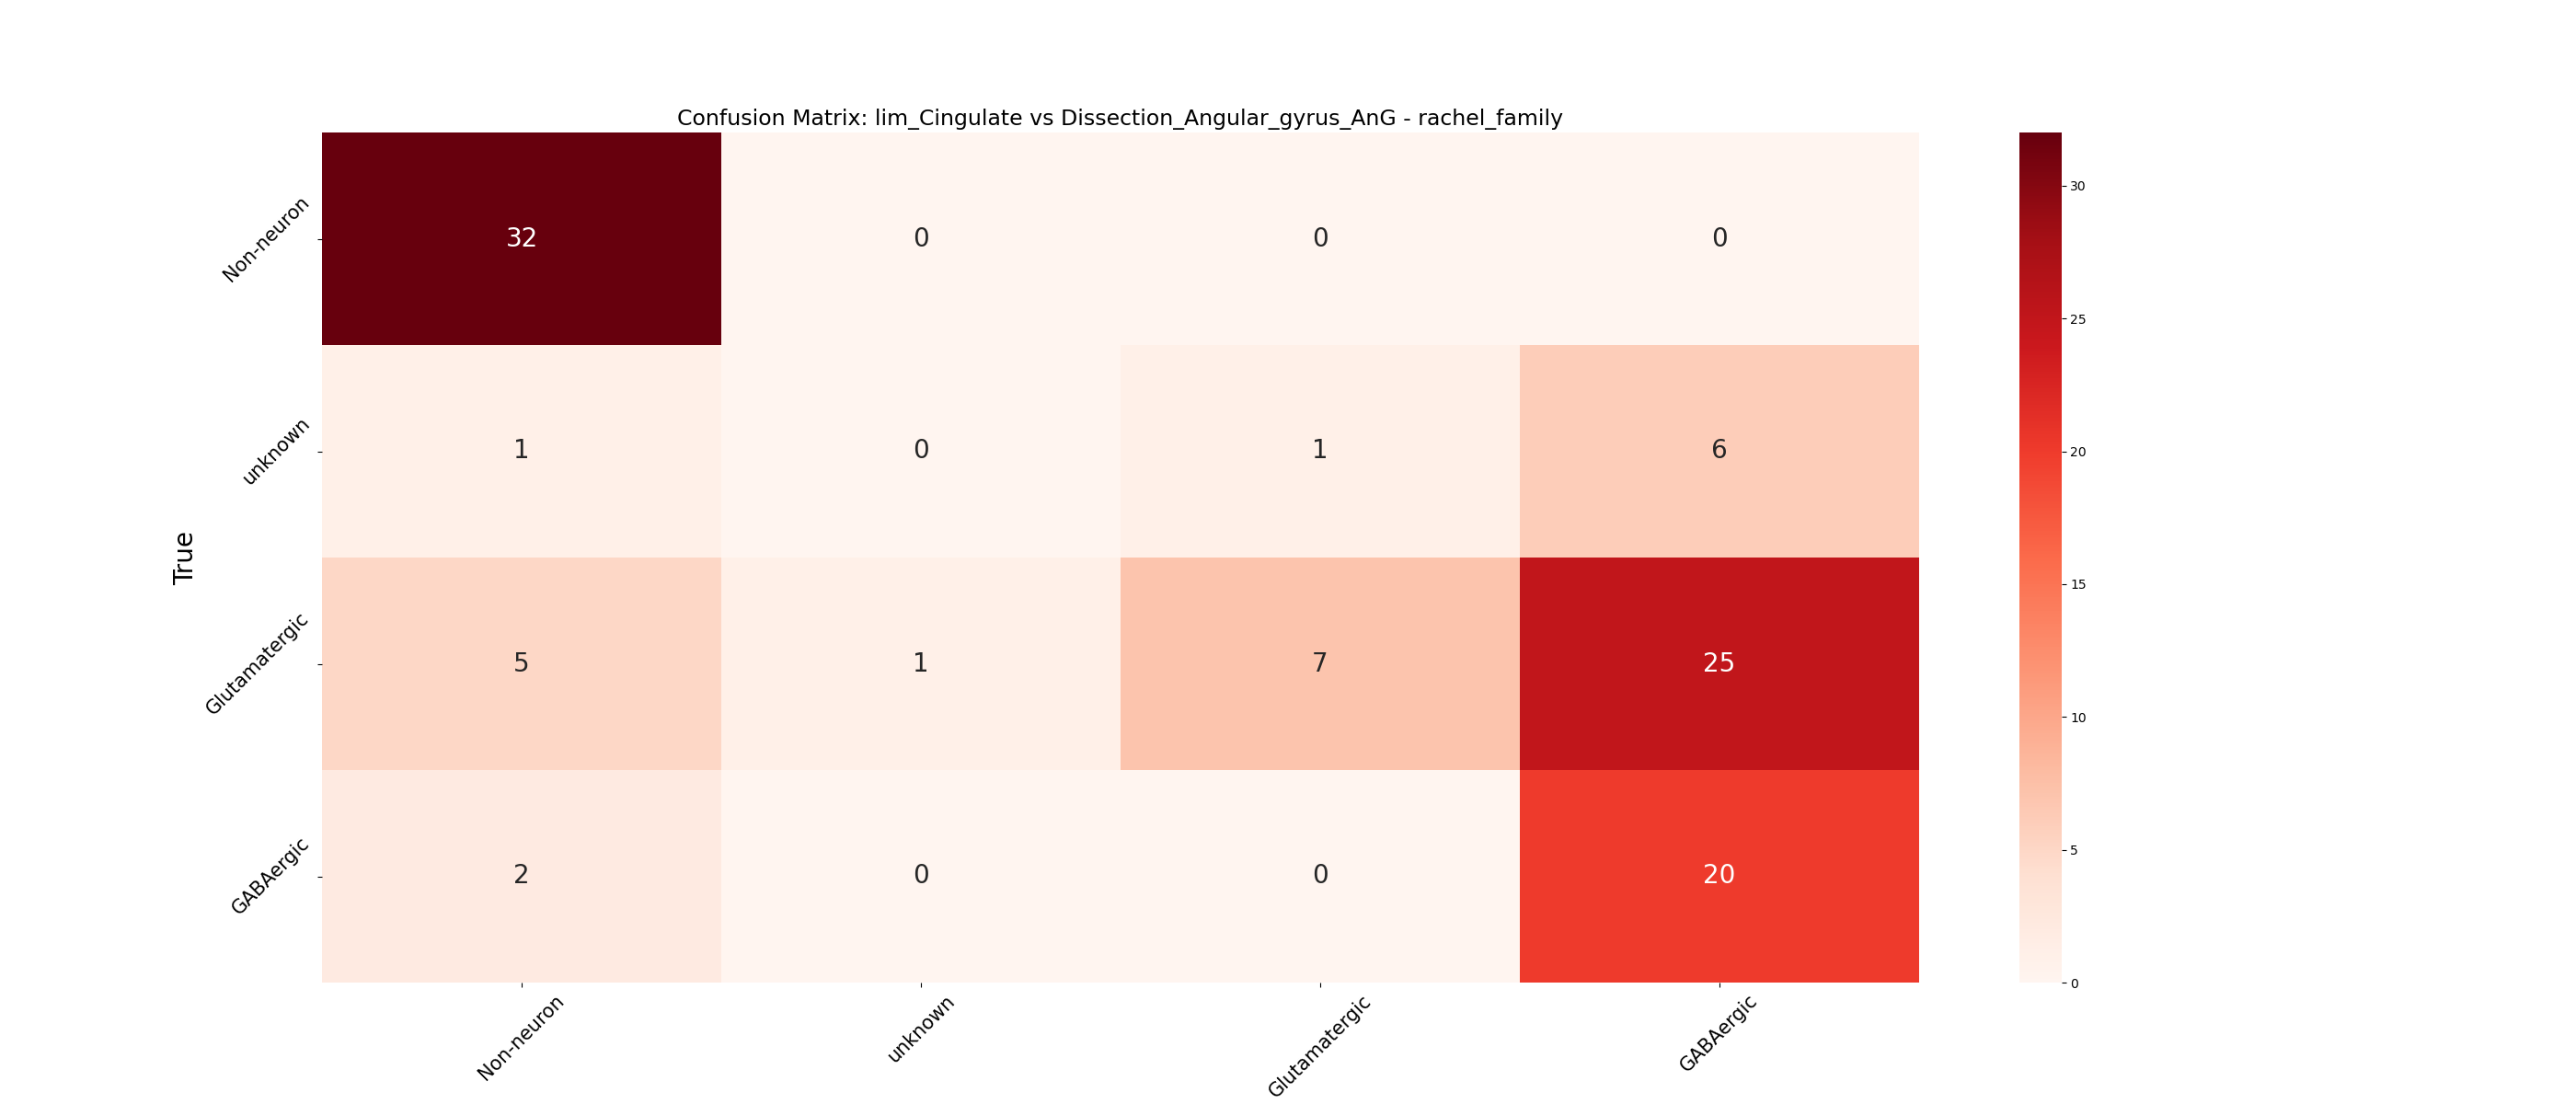 Confusion Matrix: lim_Cingulate vs Dissection_Angular_gyrus_AnG - rachel_family
True
Non-neuron
32 0 0 0
unknown
1 0 1 6
Glutamatergic
5 1 7 25
GABAergic
2 0 0 20
Non-neuron unknown Glutamatergic GABAergic
30
25
20
15
10
5
0